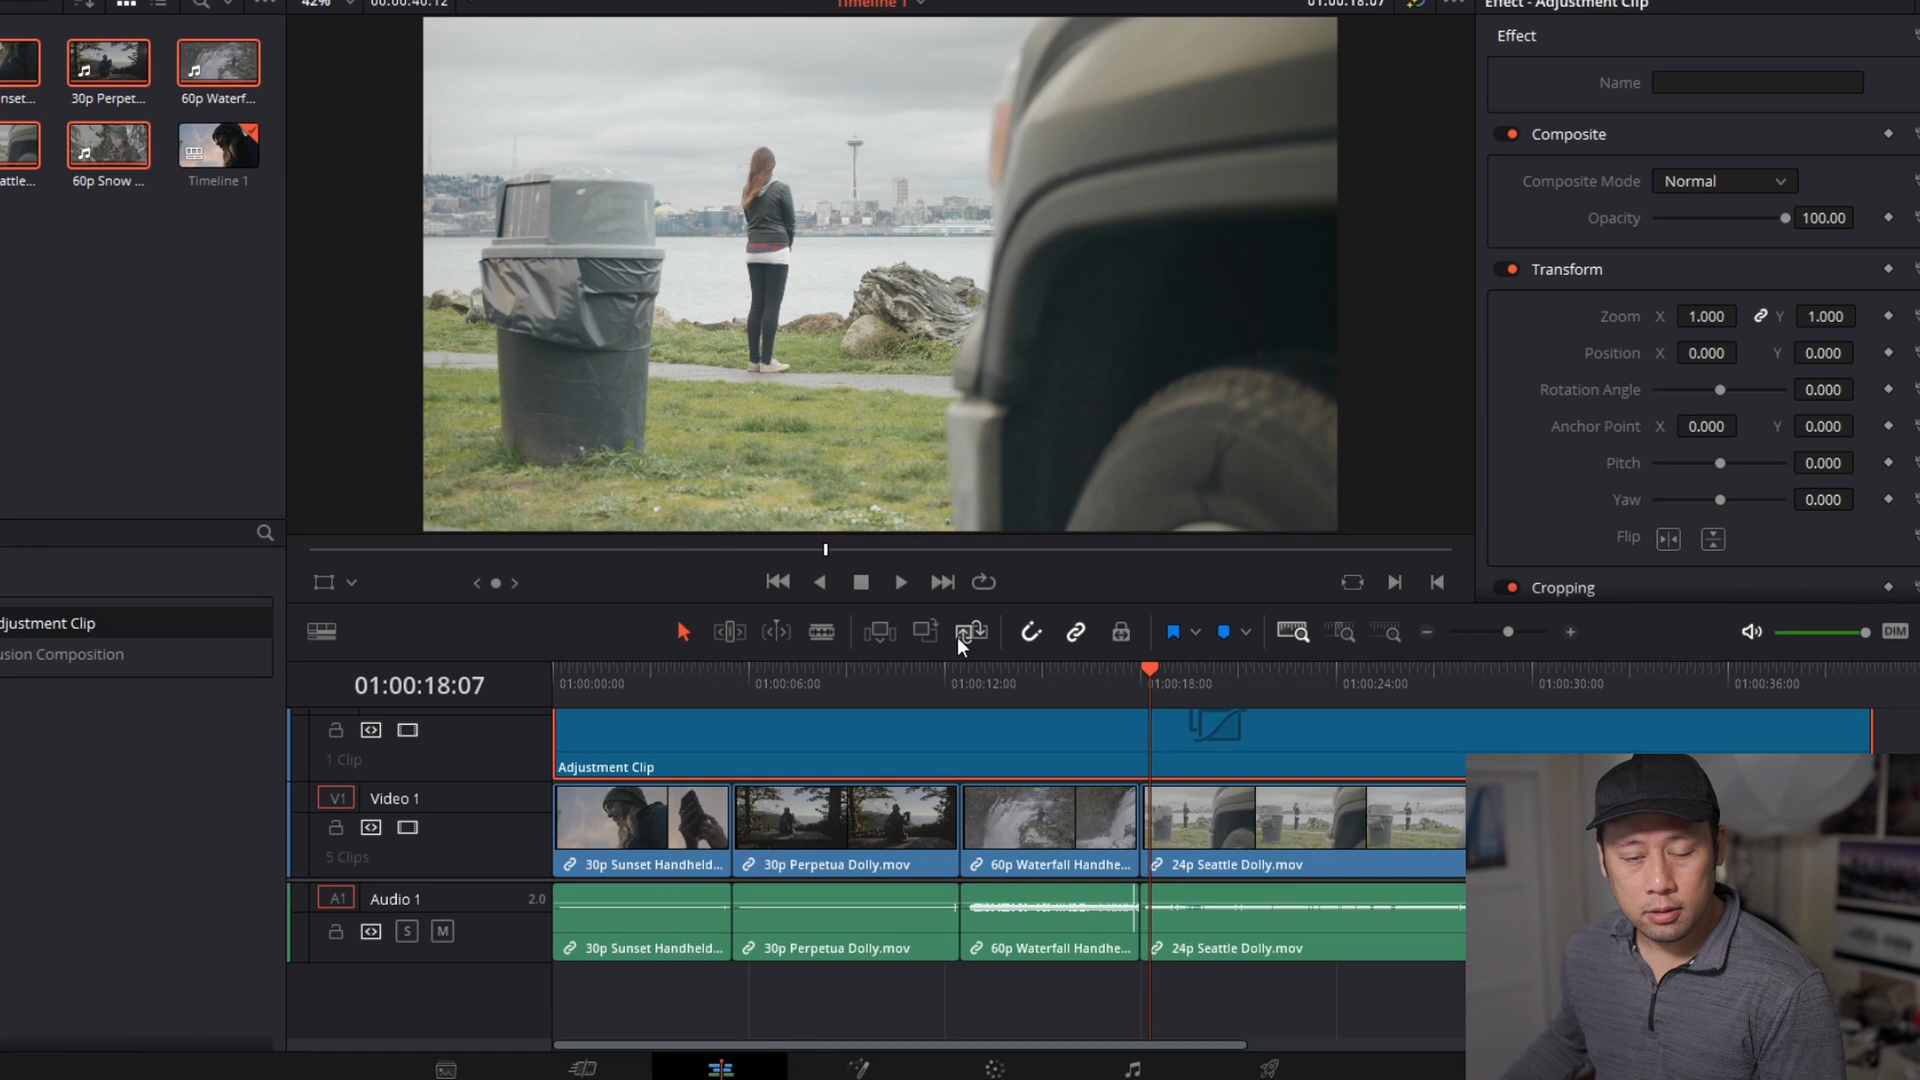 42%
00:00:40:12
Timeline 1
01:00:18:07
Effect - Adjustment Clip
Effect
Name
nset...
30p Perpet...
60p Waterf...
attle...
60p Snow ...
Timeline 1
Composite
Composite Mode
Normal
Opacity
100.00
Transform
Zoom X 1.000 Y 1.000
Position X 0.000 Y 0.000
Rotation Angle 0.000
Anchor Point X 0.000 Y 0.000
Pitch 0.000
Yaw 0.000
Flip
Cropping
djustment Clip
usion Composition
DIM
01:00:18:07
01:00:00:00
01:00:06:00
01:00:12:00
01:00:18:00
01:00:24:00
01:00:30:00
01:00:36:00
1 Clip
Adjustment Clip
V1
Video 1
5 Clips
30p Sunset Handheld...
30p Perpetua Dolly.mov
60p Waterfall Handhe...
24p Seattle Dolly.mov
A1
Audio 1
2.0
S
M
30p Sunset Handheld...
30p Perpetua Dolly.mov
60p Waterfall Handhe...
24p Seattle Dolly.mov